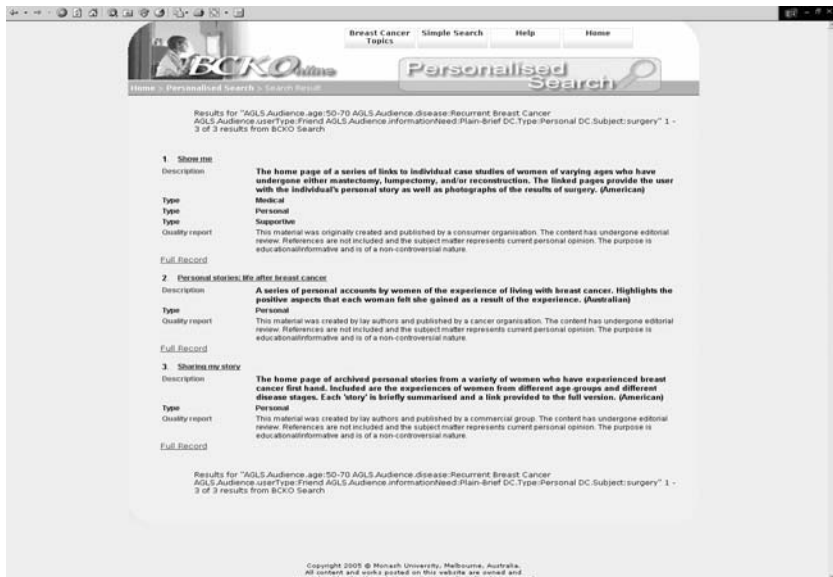 Breast Cancer Topics
Simple Search
Help
Home
BCKOnline
Personalised Search
Home > Personalised Search > Search Result
Results for "AGLS.Audience.age:50-70 AGLS.Audience.disease:Recurrent Breast Cancer
AGLS.Audience.userType:Friend AGLS.Audience.informationNeed:Plain-Brief DC.Type:Personal DC.Subject:surgery" 1 -
3 of 3 results from BCKO Search
1. Show me
Description The home page of a series of links to individual case studies of women of varying ages who have
undergone either mastectomy, lumpectomy, and/or reconstruction. The linked pages provide the user
with the individual's personal story as well as photographs of the results of surgery. (American)
Type Medical
Type Personal
Type Supportive
Quality report This material was originally created and published by a consumer organisation. The content has undergone editorial
review. References are not included and the subject matter represents current personal opinion. The purpose is
educational/informative and is of a non-controversial nature.
Full Record
2. Personal stories: life after breast cancer
Description A series of personal accounts by women of the experience of living with breast cancer. Highlights the
positive aspects that each woman felt she gained as a result of the experience. (Australian)
Type Personal
Quality report This material was created by lay authors and published by a cancer organisation. The content has undergone editorial
review. References are not included and the subject matter represents current personal opinion. The purpose is
educational/informative and is of a non-controversial nature.
Full Record
3. Sharing my story
Description The home page of archived personal stories from a variety of women who have experienced breast
cancer first hand. Included are the experiences of women from different age groups and different
disease stages. Each 'story' is briefly summarised and a link provided to the full version. (American)
Type Personal
Quality report This material was created by lay authors and published by a commercial group. The content has undergone editorial
review. References are not included and the subject matter represents current personal opinion. The purpose is
educational/informative and is of a non-controversial nature.
Full Record
Results for "AGLS.Audience.age:50-70 AGLS.Audience.disease:Recurrent Breast Cancer
AGLS.Audience.userType:Friend AGLS.Audience.informationNeed:Plain-Brief DC.Type:Personal DC.Subject:surgery" 1 -
3 of 3 results from BCKO Search
Copyright 2005 © Monash University, Melbourne, Australia.
All content and works posted on this website are owned and